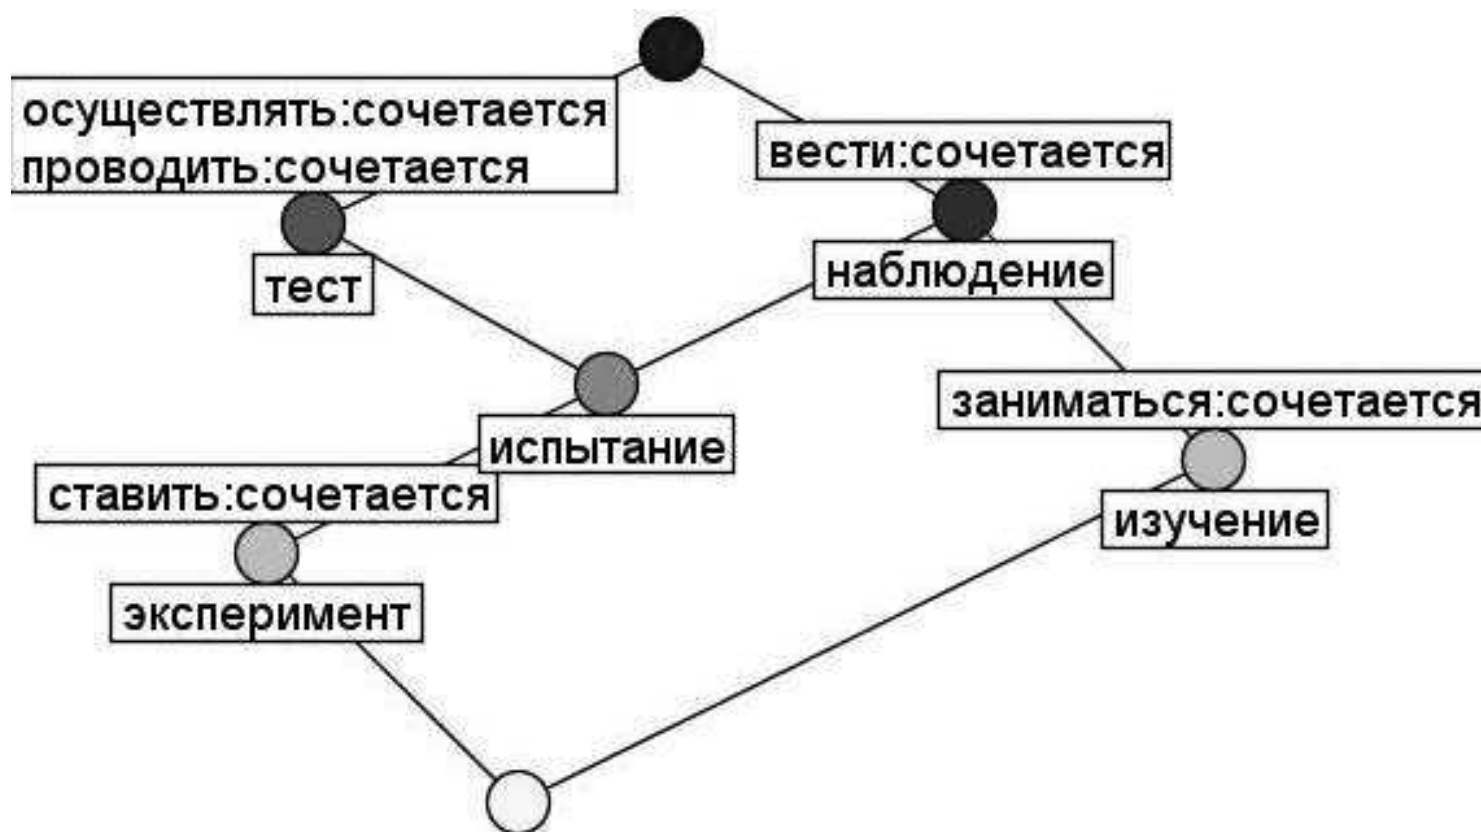 осуществлять:сочетается
проводить:сочетается
вести:сочетается
тест
наблюдение
заниматься:сочетается
испытание
ставить:сочетается
изучение
эксперимент